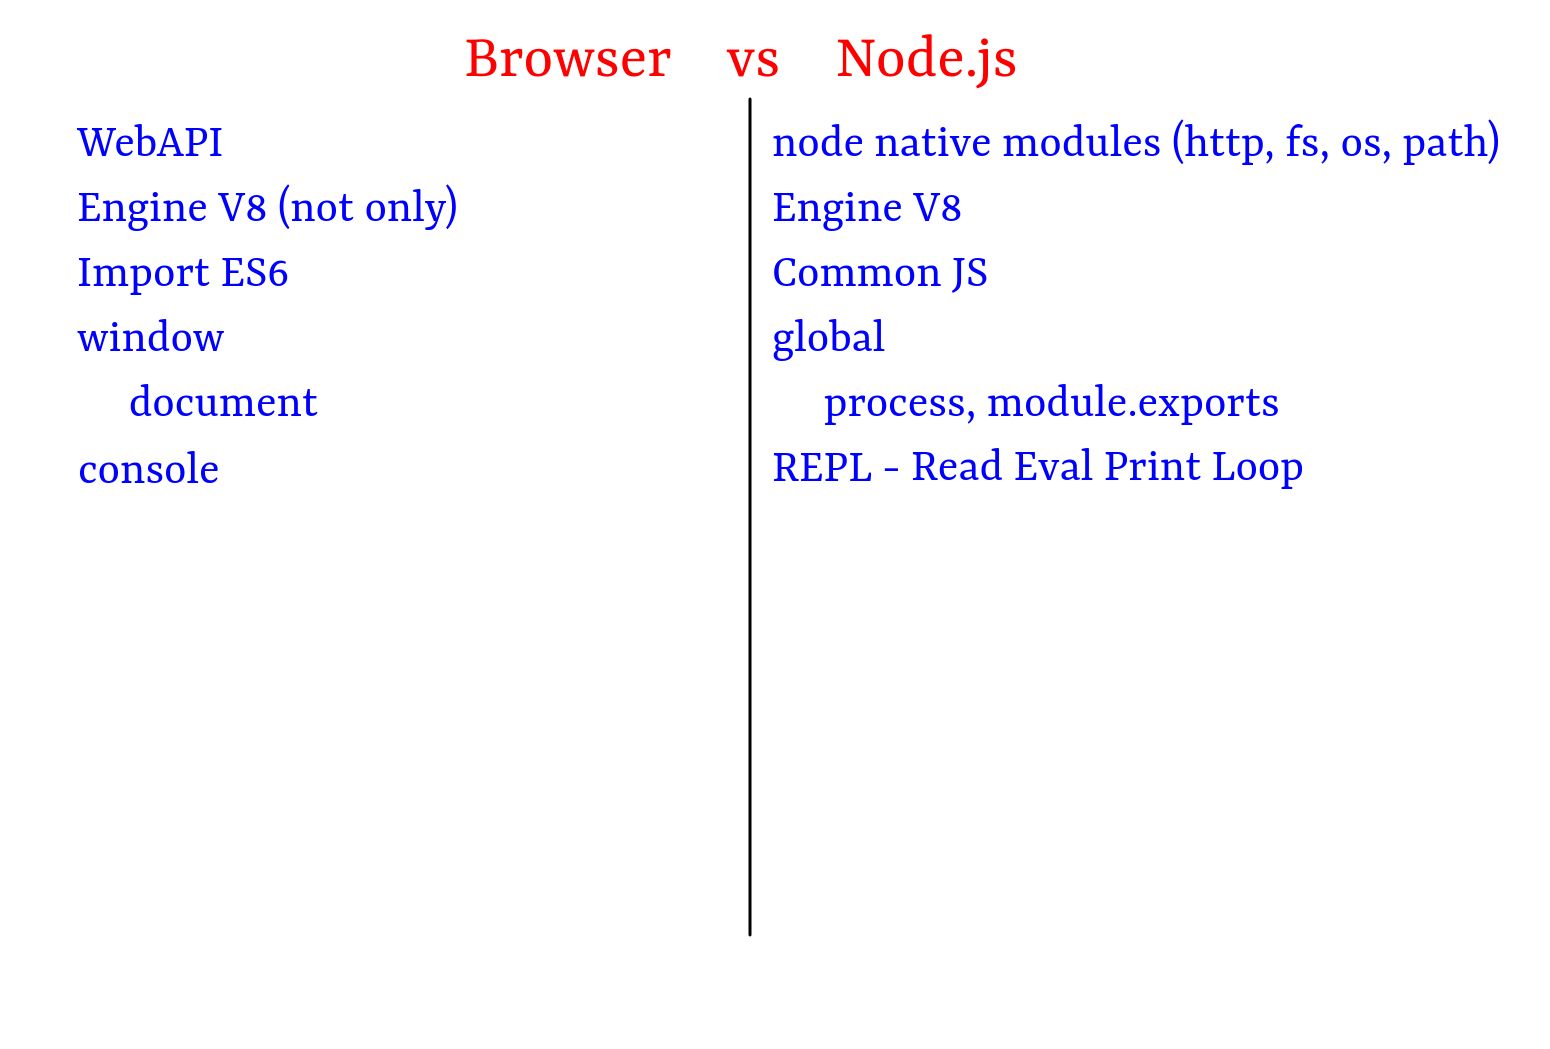 Browser vs Node.js
WebAPI
Engine V8 (not only)
Import ES6
window
document
console
node native modules (http, fs, os, path)
Engine V8
Common JS
global
process, module.exports
REPL - Read Eval Print Loop